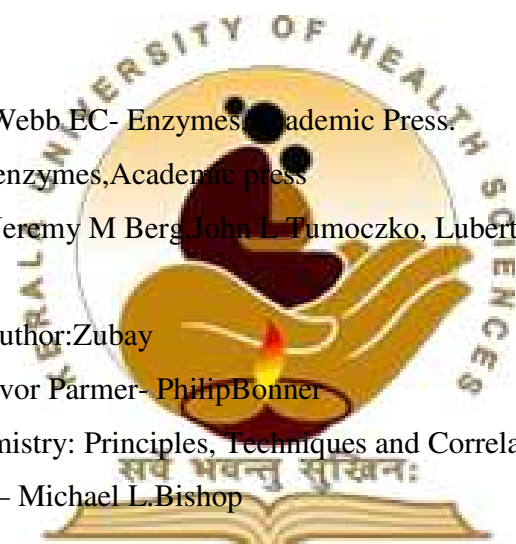 KERALA UNIVERSITY OF HEALTH SCIENCES
Webb EC- Enzymes, Academic Press.
enzymes,Academic press
Jeremy M Berg,John L Tumoczko, Lubert
uthor:Zubay
vor Parmer- PhilipBonner
mistry: Principles, Techniques and Correla
सर्वे भवन्तु सुखिनः
– Michael L.Bishop